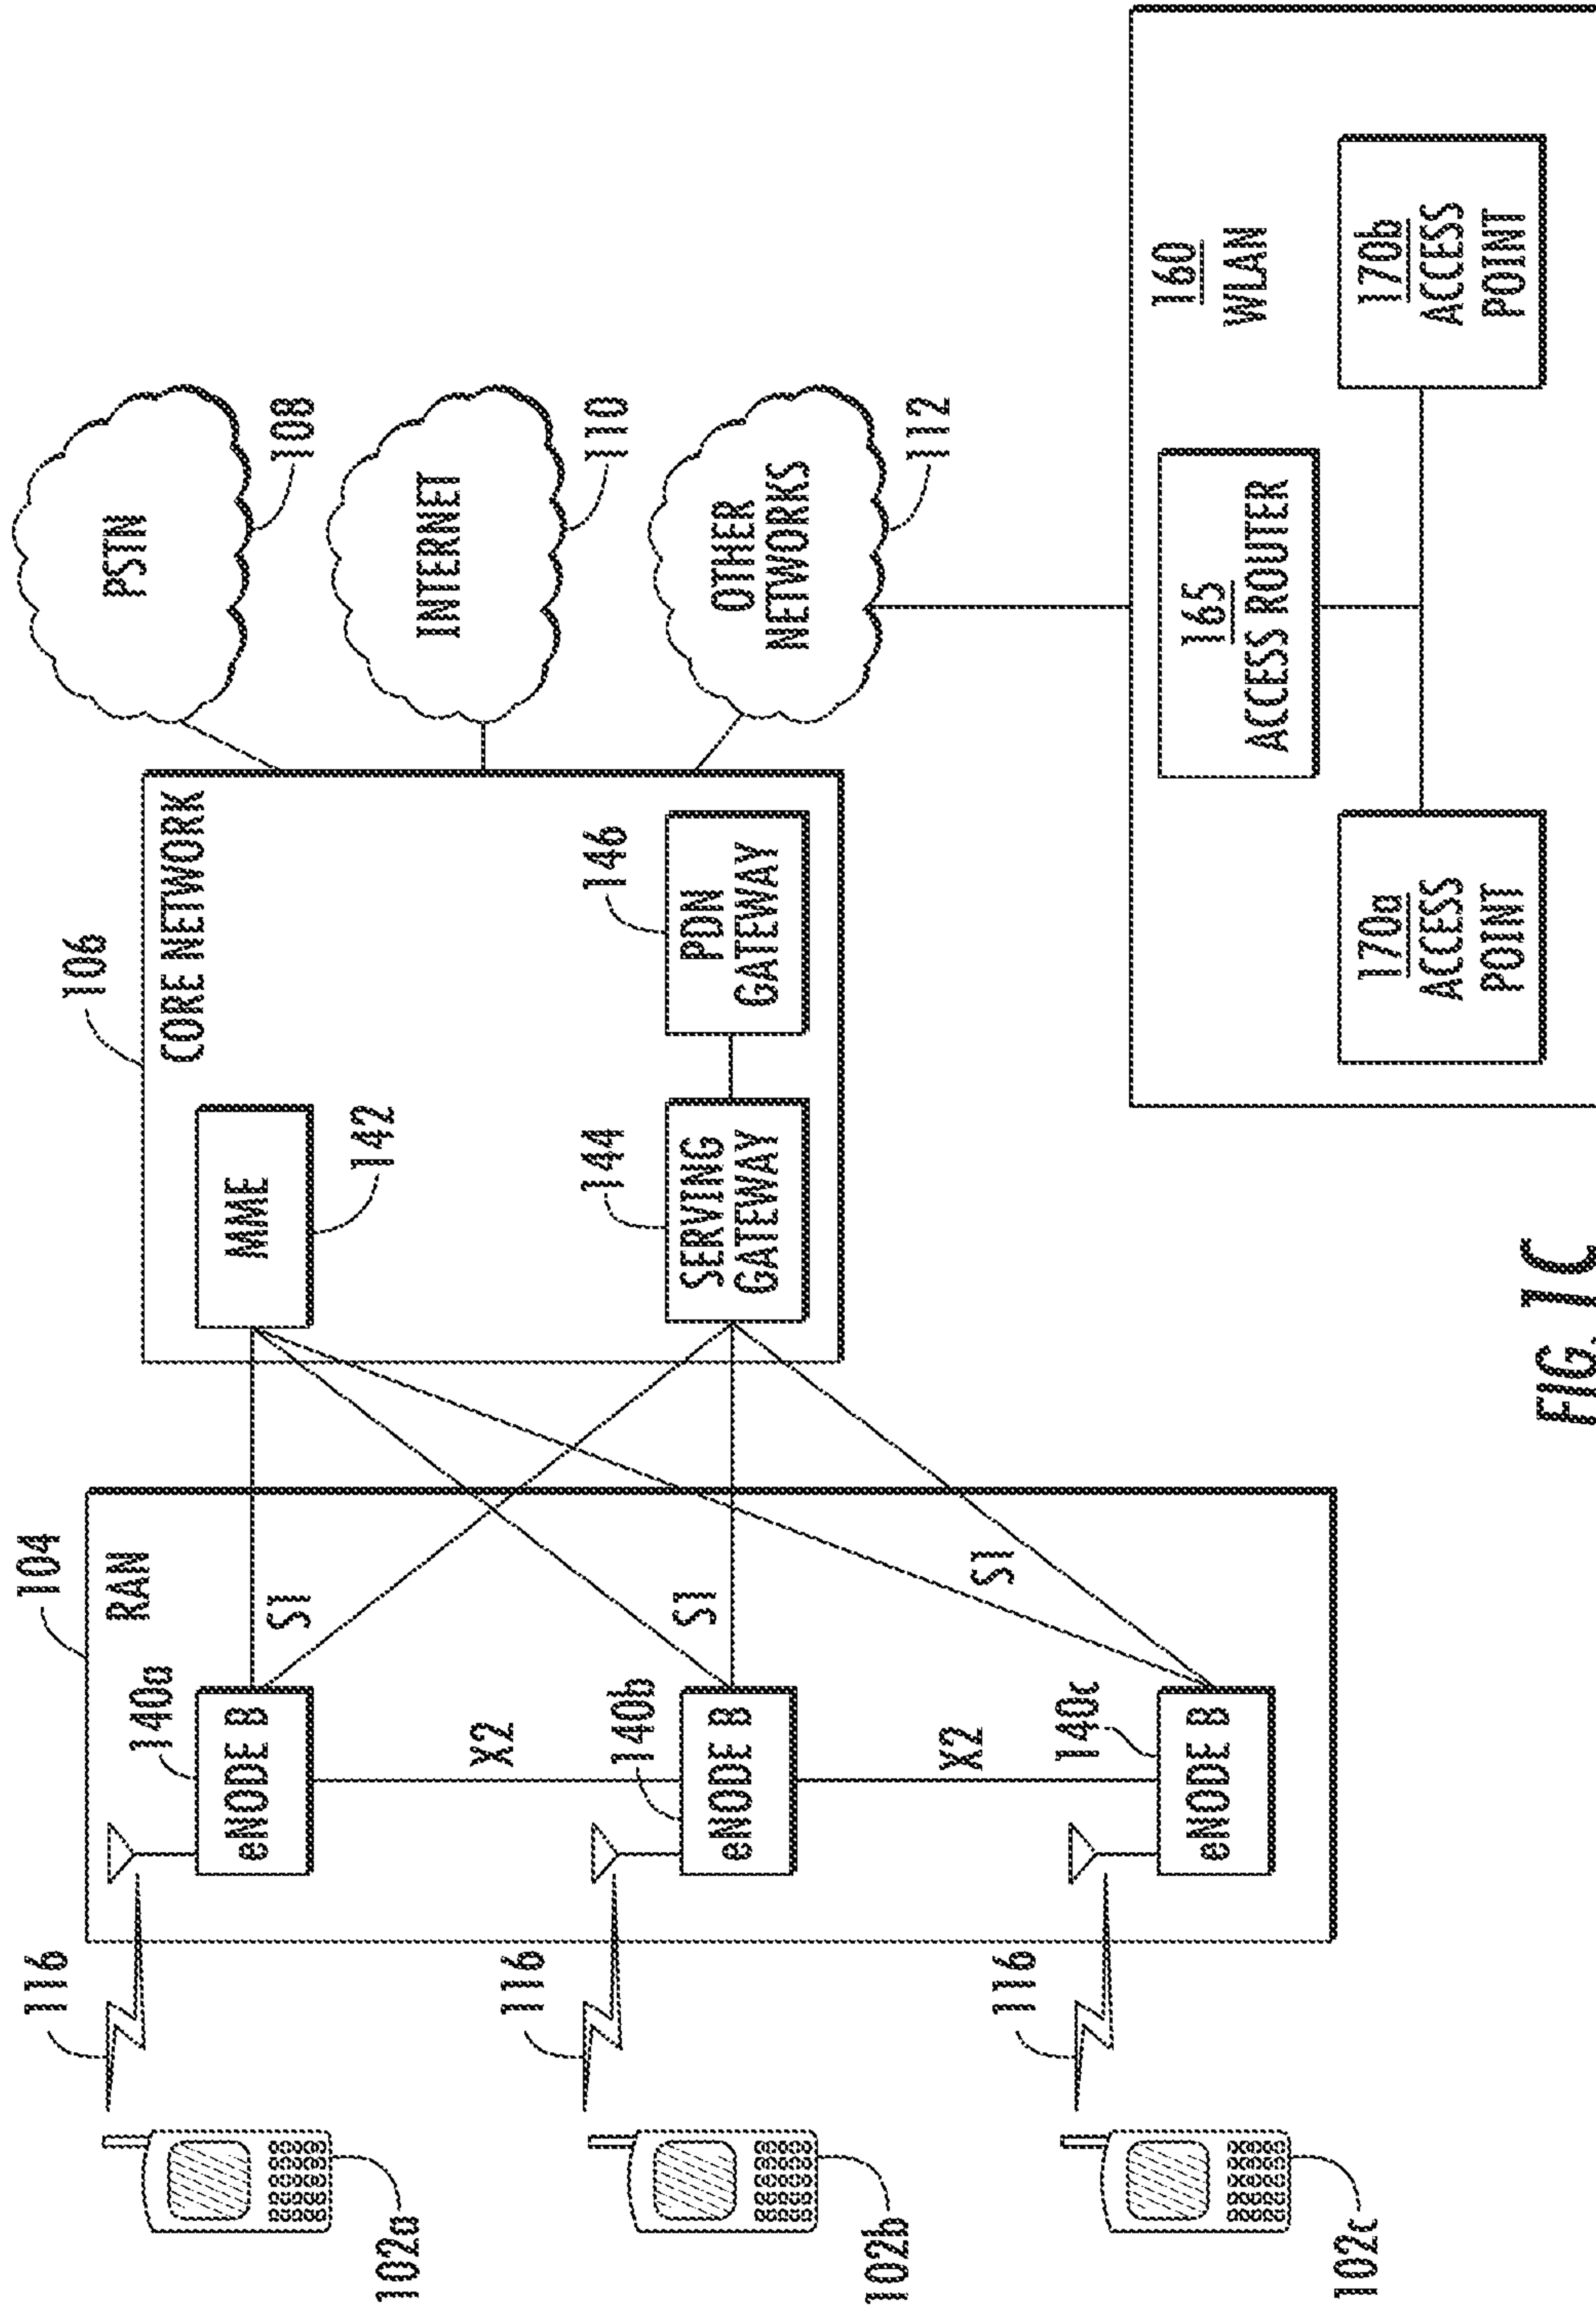 104
RAN
116
140a
eNODE B
S1
102a
X2
116
140b
eNODE B
S1
102b
X2
116
140c
eNODE B
S1
102c
106
CORE NETWORK
MME
142
144
SERVING
GATEWAY
146
PDN
GATEWAY
PSTN
108
INTERNET
110
OTHER
NETWORKS
112
160
WLAN
165
ACCESS ROUTER
170a
ACCESS
POINT
170b
ACCESS
POINT
FIG. 1C